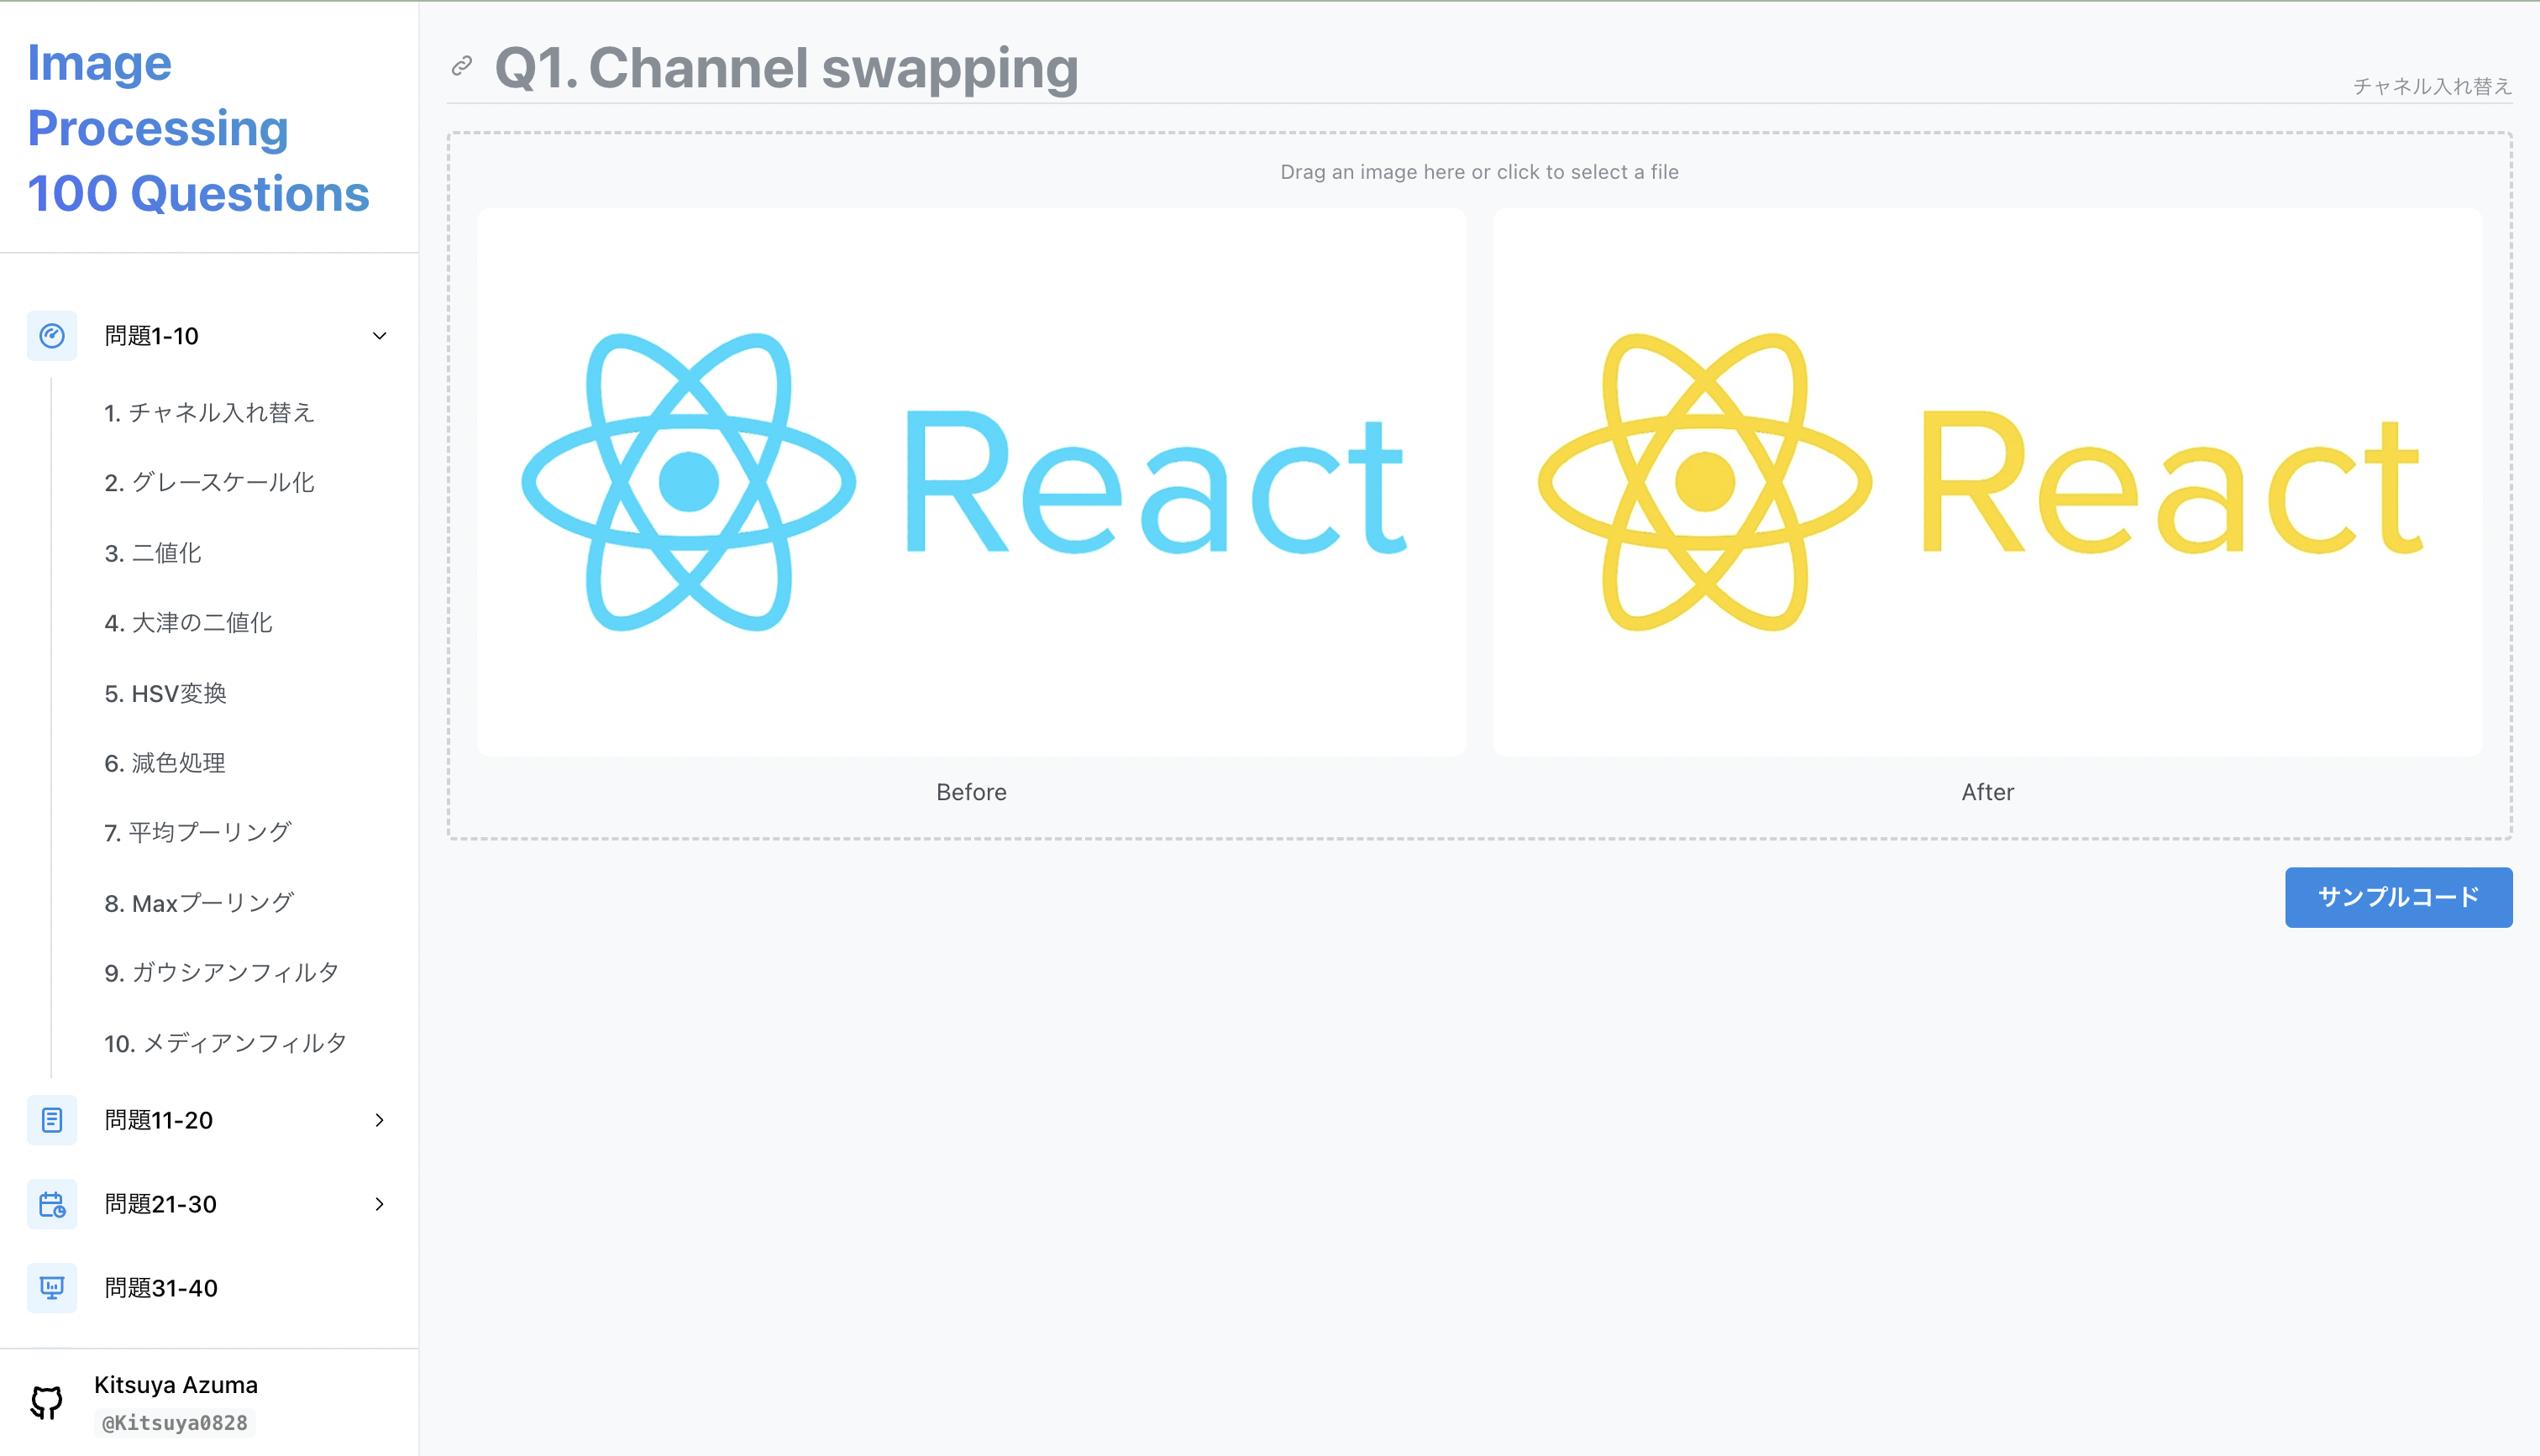 Image
Processing
100 Questions
問題1-10
1. チャネル入れ替え
2. グレースケール化
3. 二値化
4. 大津の二値化
5. HSV変換
6. 減色処理
7. 平均プーリング
8. Maxプーリング
9. ガウシアンフィルタ
10. メディアンフィルタ
問題11-20
問題21-30
問題31-40
Kitsuya Azuma
@Kitsuya0828
Q1. Channel swapping
チャネル入れ替え
Drag an image here or click to select a file
React
React
Before
After
サンプルコード